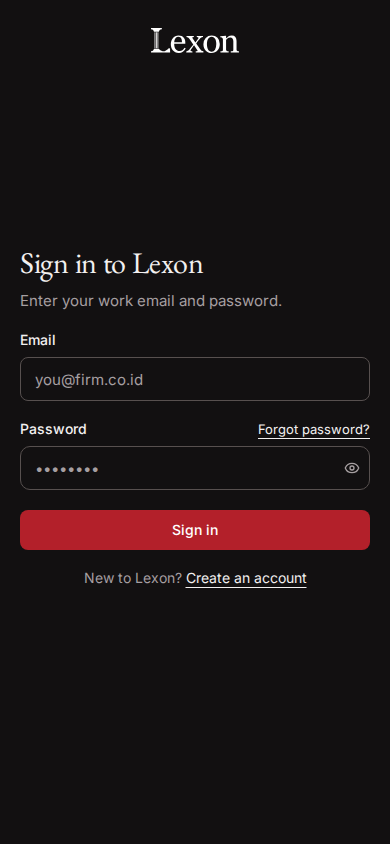 Lexon
Sign in to Lexon
Enter your work email and password.
Email
you@firm.co.id
Password Forgot password?
••••••••
Sign in
New to Lexon? Create an account